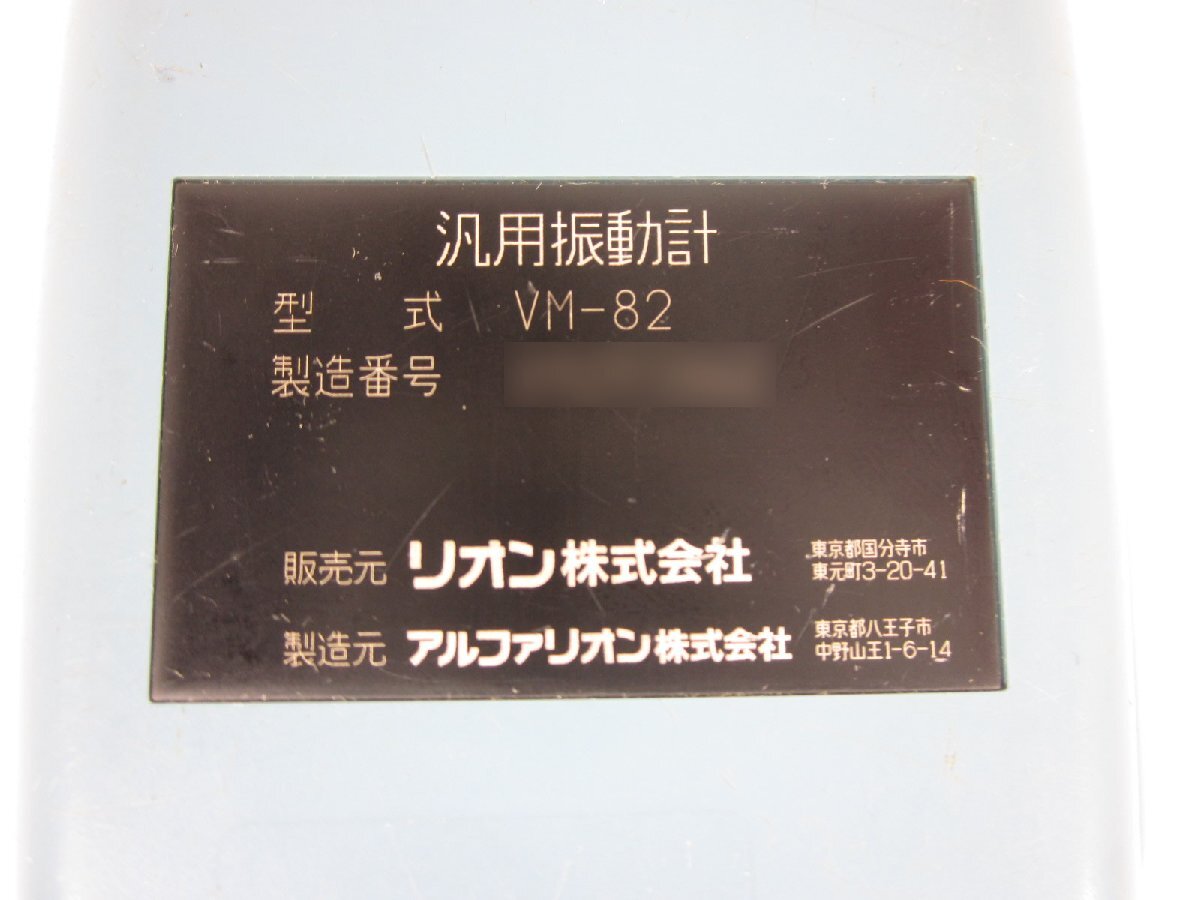 汎用振動計
型 式 VM-82
製造番号
販売元 リオン株式会社 東京都国分寺市
東元町3-20-41
製造元 アルファリオン株式会社 東京都八王子市
中野山王1-6-14